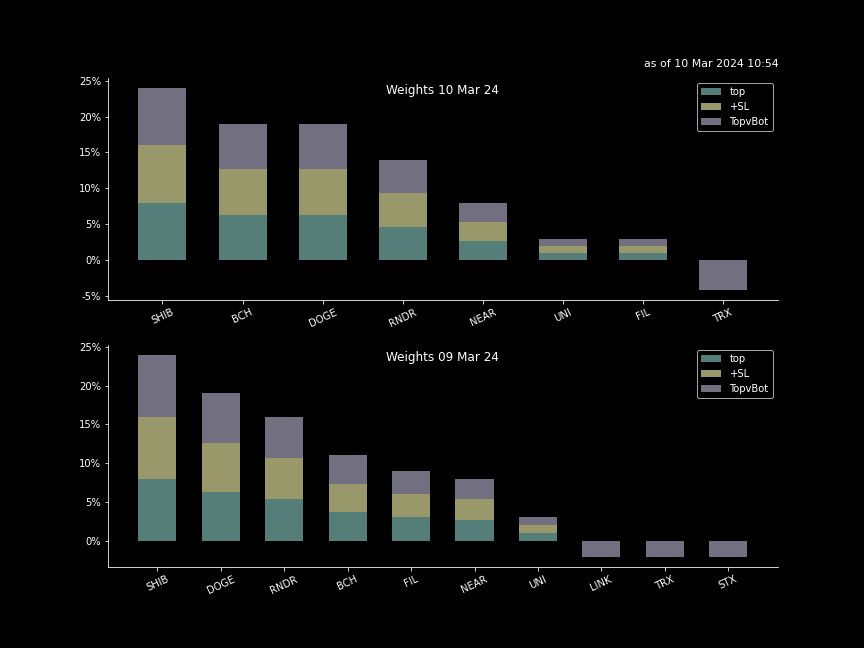 as of 10 Mar 2024 10:54
Weights 10 Mar 24
25%
20%
15%
10%
5%
0%
-5%
top
+SL
TopvBot
SHIB BCH DOGE RNDR NEAR UNI FIL TRX
Weights 09 Mar 24
25%
20%
15%
10%
5%
0%
top
+SL
TopvBot
SHIB DOGE RNDR BCH FIL NEAR UNI LINK TRX STX